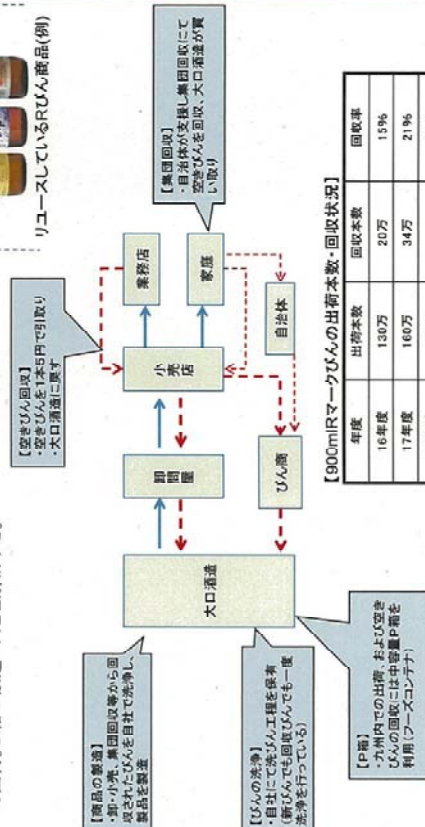 リユースしているRびん商品(例)
【空きびん回収】
・空きびんを1本5円で引取り
・大口酒造に戻す
【集団回収】
・自治体が支援し集団回収にて
空きびんを回収、大口酒造が買
い取り
【商品の製造】
・卸・小売、集団回収等から回
収されたびんを自社で洗浄し、
製品を製造
大口酒造
卸
問
屋
小
売
店
業務店
家庭
自治体
びん商
【びんの洗浄】
・自社にて洗びん工程を保有
(新びんでも回収びんでも一度
洗浄を行っている)
【P箱】
・九州内での出荷、および空き
びんの回収には中容量P箱を
利用(フーズコンテナ)
【900mlRマークびんの出荷本数・回収状況】
年度 出荷本数 回収本数 回収率
16年度 130万 20万 15%
17年度 160万 34万 21%